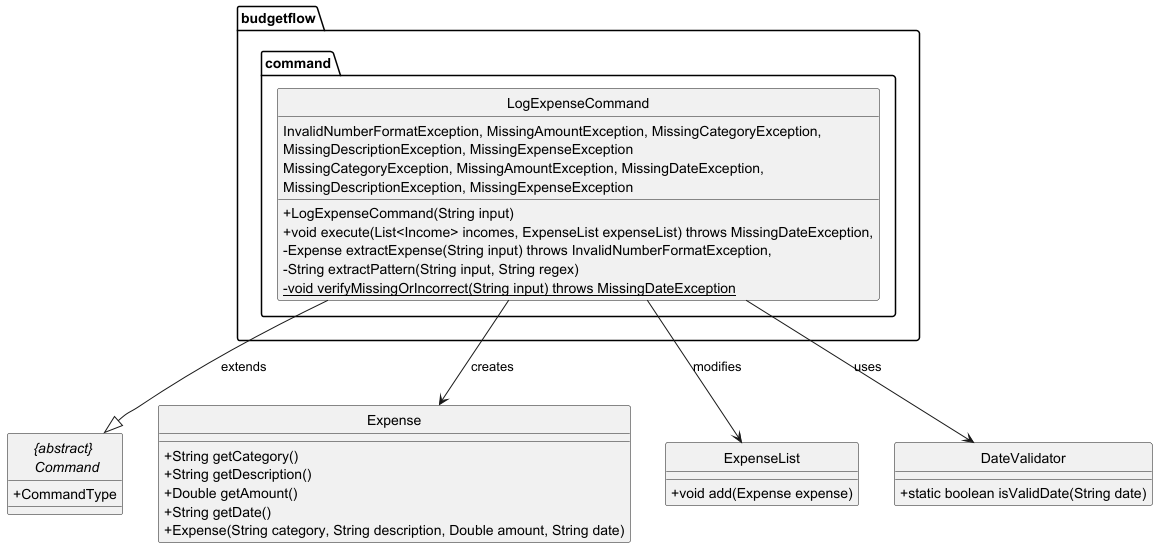 budgetflow
command
LogExpenseCommand
InvalidNumberFormatException, MissingAmountException, MissingCategoryException,
MissingDescriptionException, MissingExpenseException
MissingCategoryException, MissingAmountException, MissingDateException,
MissingDescriptionException, MissingExpenseException
+LogExpenseCommand(String input)
+void execute(List<Income> incomes, ExpenseList expenseList) throws MissingDateException,
-Expense extractExpense(String input) throws InvalidNumberFormatException,
-String extractPattern(String input, String regex)
-void verifyMissingOrIncorrect(String input) throws MissingDateException
extends
creates
modifies
uses
{abstract}
Command
+CommandType
Expense
+String getCategory()
+String getDescription()
+Double getAmount()
+String getDate()
+Expense(String category, String description, Double amount, String date)
ExpenseList
+void add(Expense expense)
DateValidator
+static boolean isValidDate(String date)